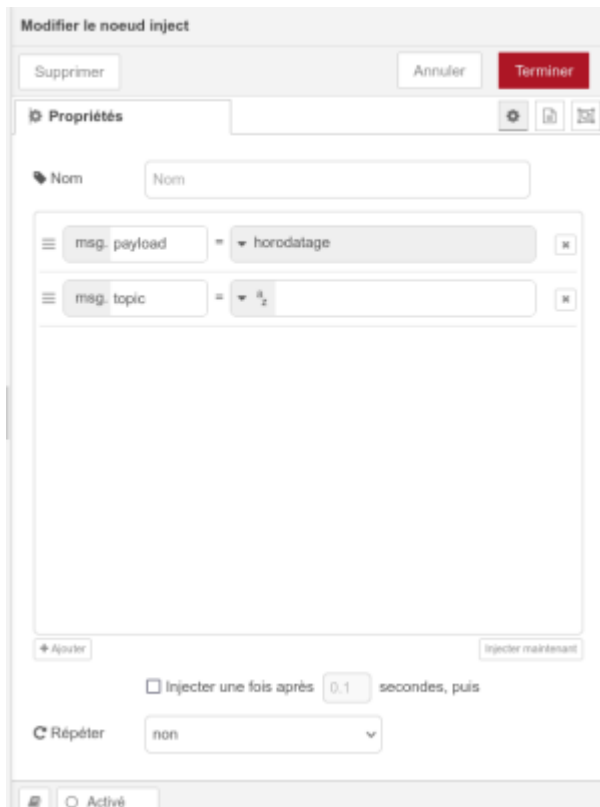 Modifier le noeud inject
Supprimer Annuler Terminer
Propriétés
Nom Nom
msg. payload = horodatage
msg. topic = a z
Ajouter Injecter maintenant
Injecter une fois après 0.1 secondes, puis
Répéter non
Activé